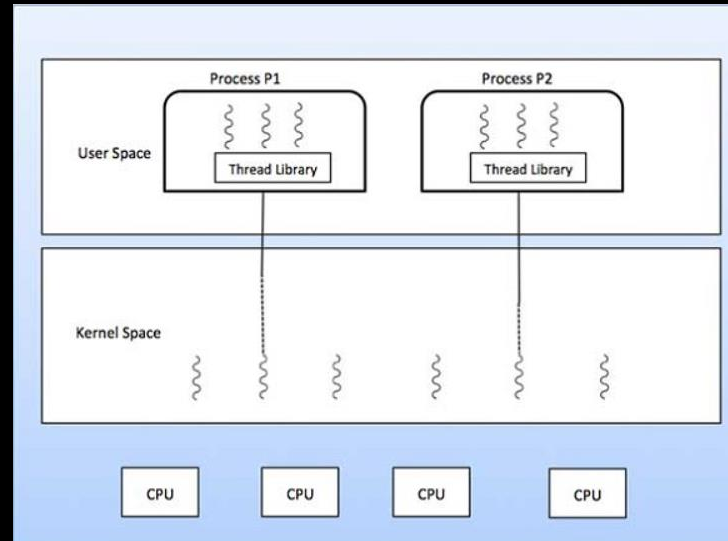 Process P1
Process P2
User Space
Thread Library
Thread Library
Kernel Space
CPU
CPU
CPU
CPU